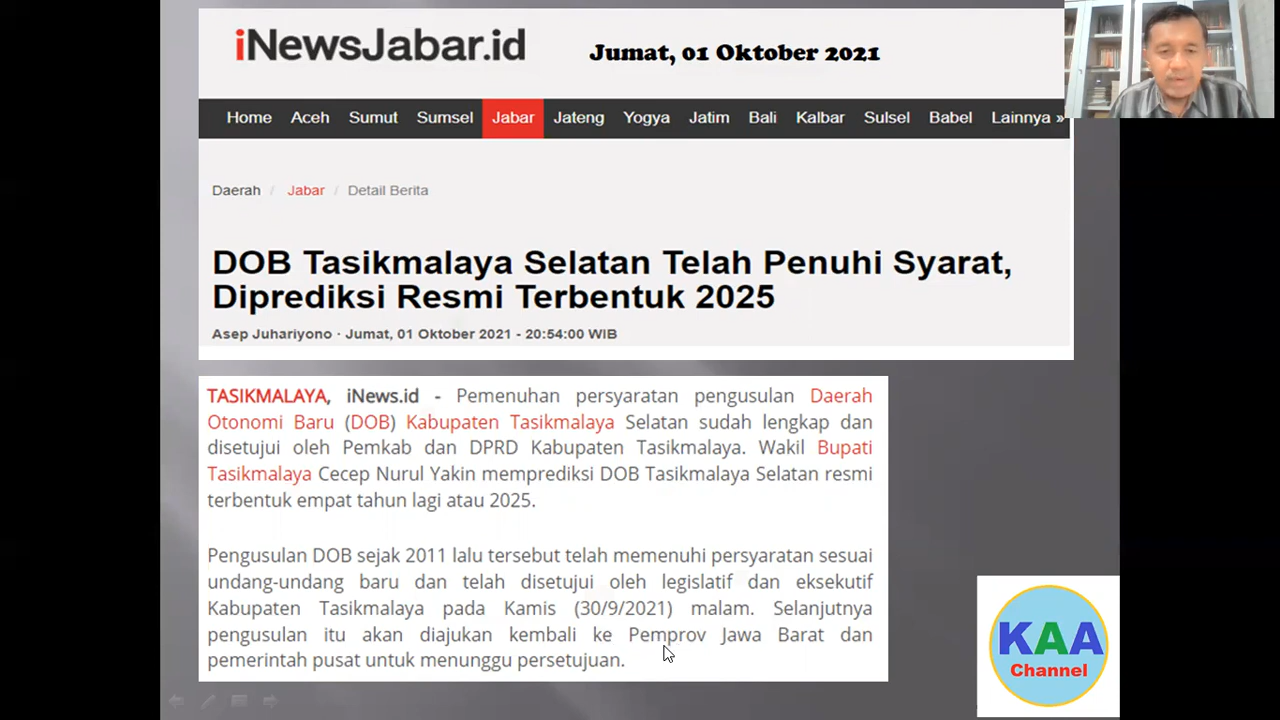 iNewsJabar.id
Jumat, 01 Oktober 2021
Home Aceh Sumut Sumsel Jabar Jateng Yogya Jatim Bali Kalbar Sulsel Babel Lainnya »
Daerah / Jabar / Detail Berita
DOB Tasikmalaya Selatan Telah Penuhi Syarat,
Diprediksi Resmi Terbentuk 2025
Asep Juhariyono · Jumat, 01 Oktober 2021 - 20:54:00 WIB
TASIKMALAYA, iNews.id - Pemenuhan persyaratan pengusulan Daerah
Otonomi Baru (DOB) Kabupaten Tasikmalaya Selatan sudah lengkap dan
disetujui oleh Pemkab dan DPRD Kabupaten Tasikmalaya. Wakil Bupati
Tasikmalaya Cecep Nurul Yakin memprediksi DOB Tasikmalaya Selatan resmi
terbentuk empat tahun lagi atau 2025.
Pengusulan DOB sejak 2011 lalu tersebut telah memenuhi persyaratan sesuai
undang-undang baru dan telah disetujui oleh legislatif dan eksekutif
Kabupaten Tasikmalaya pada Kamis (30/9/2021) malam. Selanjutnya
pengusulan itu akan diajukan kembali ke Pemprov Jawa Barat dan
pemerintah pusat untuk menunggu persetujuan.
KAA
Channel